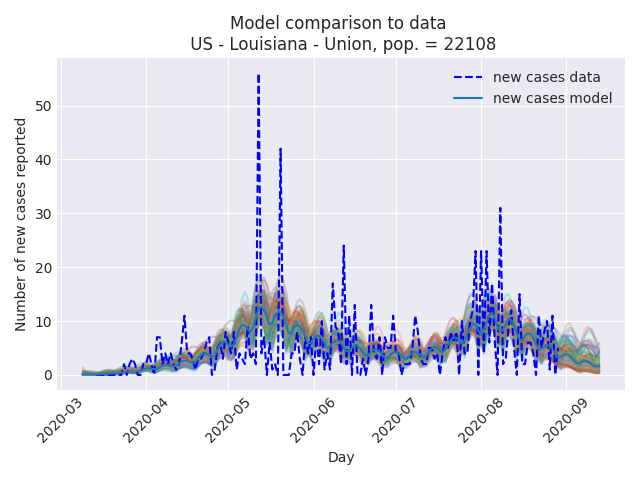 Model comparison to data
US - Louisiana - Union, pop. = 22108
new cases data
new cases model
Number of new cases reported
50
40
30
20
10
0
2020-03
2020-04
2020-05
2020-06
2020-07
2020-08
2020-09
Day